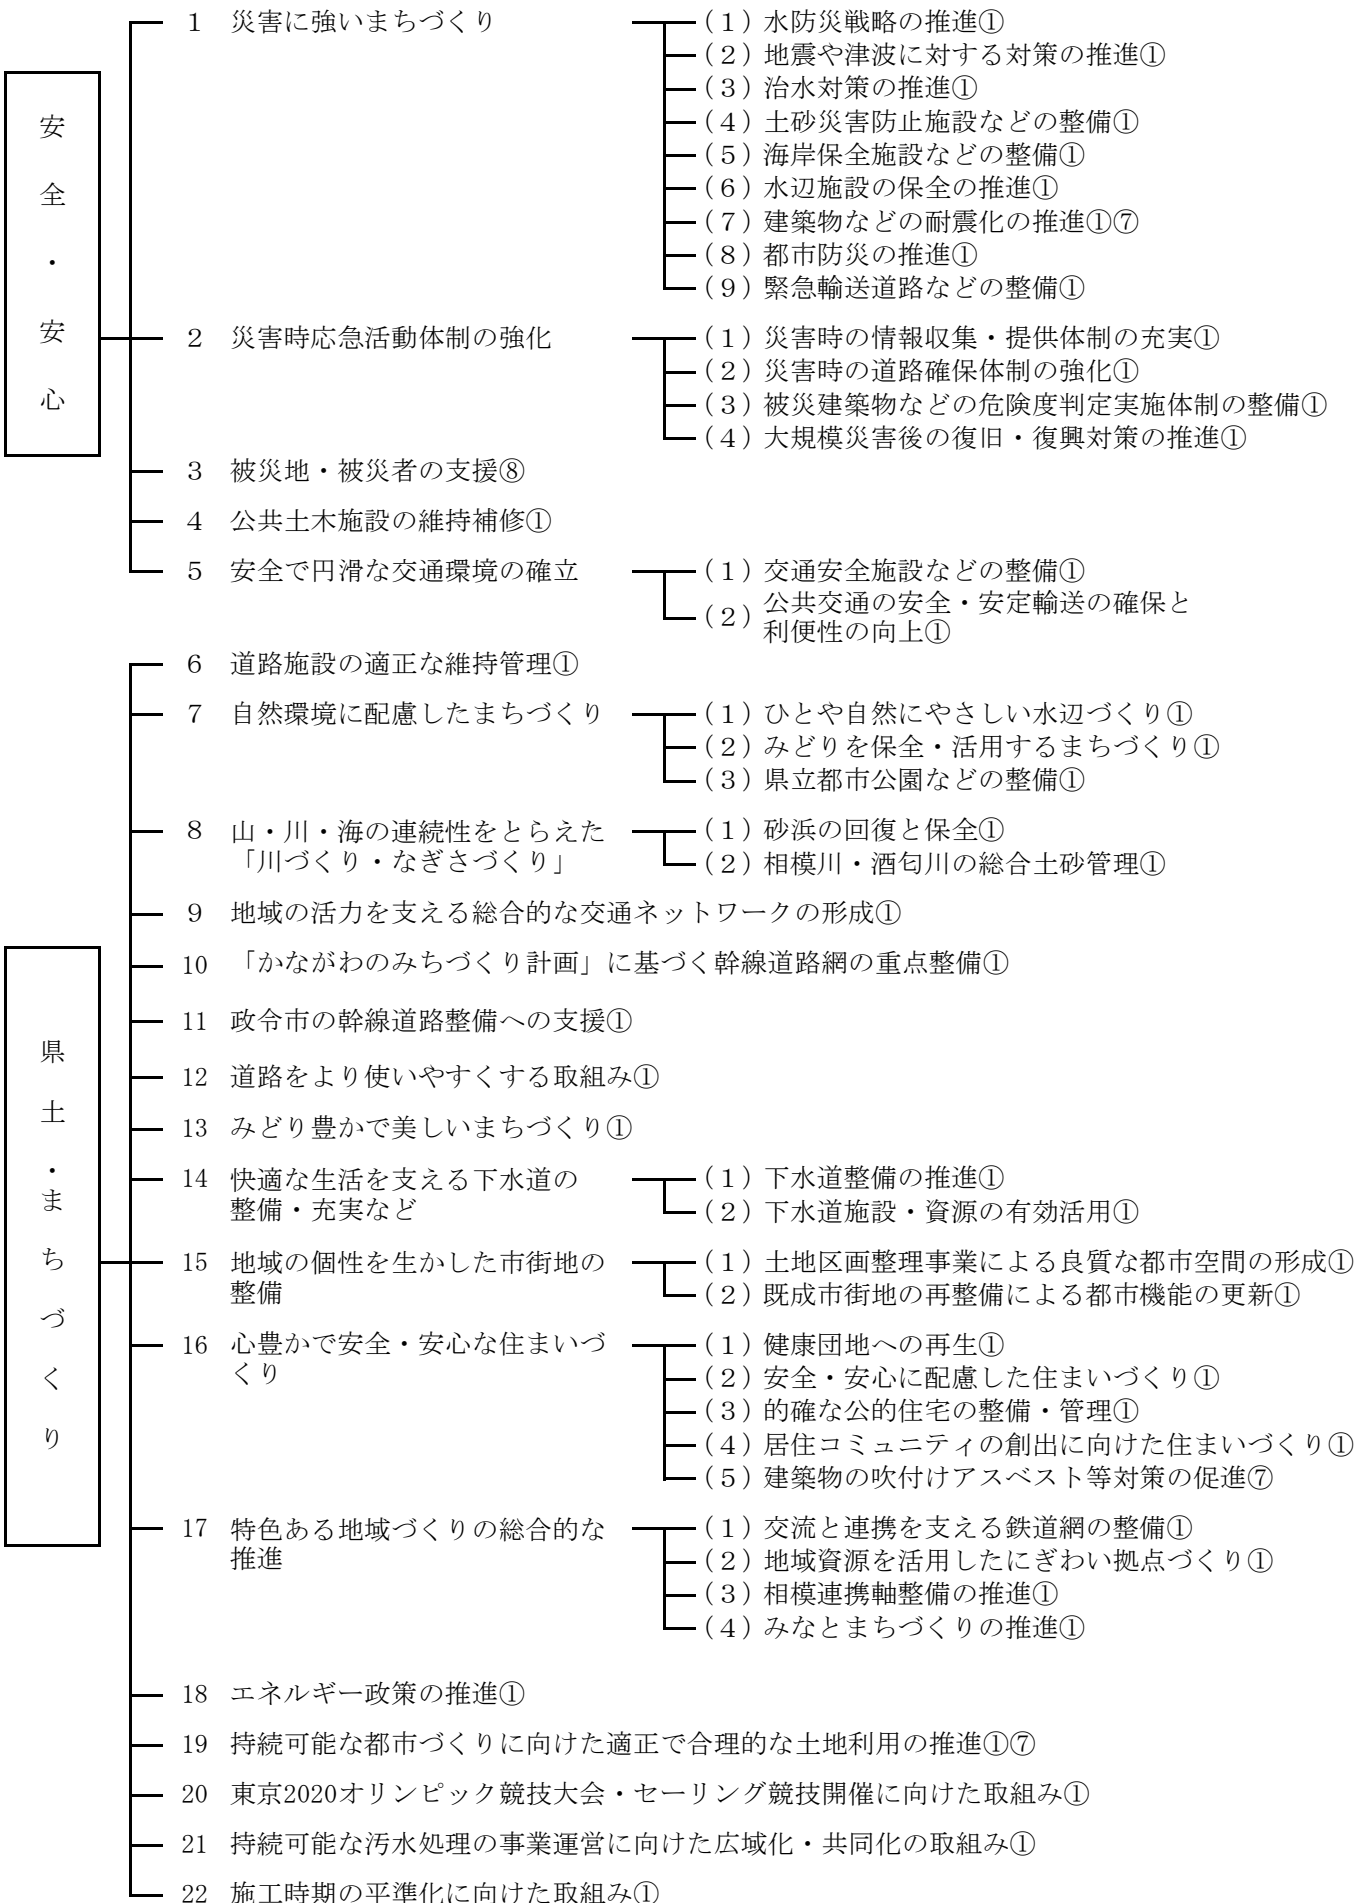 安全・安心
1 災害に強いまちづくり
(1)水防災戦略の推進①
(2)地震や津波に対する対策の推進①
(3)治水対策の推進①
(4)土砂災害防止施設などの整備①
(5)海岸保全施設などの整備①
(6)水辺施設の保全の推進①
(7)建築物などの耐震化の推進①⑦
(8)都市防災の推進①
(9)緊急輸送道路などの整備①
2 災害時応急活動体制の強化
(1)災害時の情報収集・提供体制の充実①
(2)災害時の道路確保体制の強化①
(3)被災建築物などの危険度判定実施体制の整備①
(4)大規模災害後の復旧・復興対策の推進①
3 被災地・被災者の支援⑧
4 公共土木施設の維持補修①
5 安全で円滑な交通環境の確立
(1)交通安全施設などの整備①
(2)公共交通の安全・安定輸送の確保と
利便性の向上①
県土・まちづくり
6 道路施設の適正な維持管理①
7 自然環境に配慮したまちづくり
(1)ひとや自然にやさしい水辺づくり①
(2)みどりを保全・活用するまちづくり①
(3)県立都市公園などの整備①
8 山・川・海の連続性をとらえた
「川づくり・なぎさづくり」
(1)砂浜の回復と保全①
(2)相模川・酒匂川の総合土砂管理①
9 地域の活力を支える総合的な交通ネットワークの形成①
10 「かながわのみちづくり計画」に基づく幹線道路網の重点整備①
11 政令市の幹線道路整備への支援①
12 道路をより使いやすくする取組み①
13 みどり豊かで美しいまちづくり①
14 快適な生活を支える下水道の
整備・充実など
(1)下水道整備の推進①
(2)下水道施設・資源の有効活用①
15 地域の個性を生かした市街地の
整備
(1)土地区画整理事業による良質な都市空間の形成①
(2)既成市街地の再整備による都市機能の更新①
16 心豊かで安全・安心な住まいづ
くり
(1)健康団地への再生①
(2)安全・安心に配慮した住まいづくり①
(3)的確な公的住宅の整備・管理①
(4)居住コミュニティの創出に向けた住まいづくり①
(5)建築物の吹付けアスベスト等対策の促進⑦
17 特色ある地域づくりの総合的な
推進
(1)交流と連携を支える鉄道網の整備①
(2)地域資源を活用したにぎわい拠点づくり①
(3)相模連携軸整備の推進①
(4)みなとまちづくりの推進①
18 エネルギー政策の推進①
19 持続可能な都市づくりに向けた適正で合理的な土地利用の推進①⑦
20 東京2020オリンピック競技大会・セーリング競技開催に向けた取組み①
21 持続可能な汚水処理の事業運営に向けた広域化・共同化の取組み①
22 施工時期の平準化に向けた取組み①